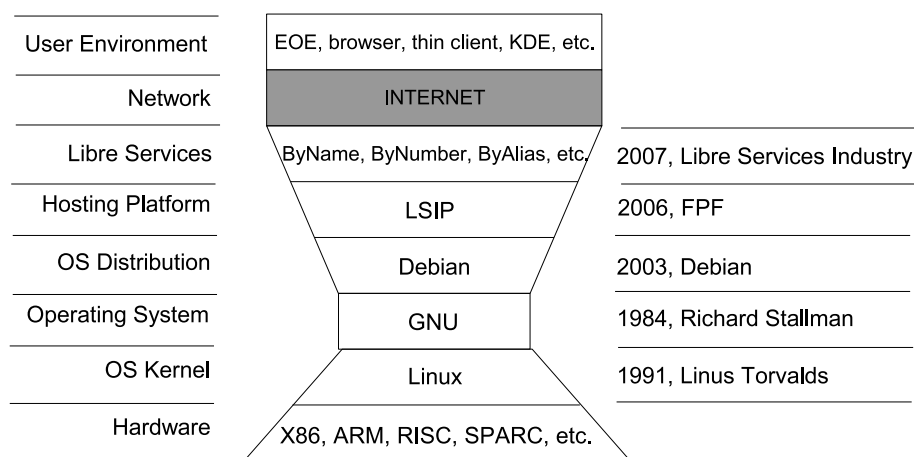 User Environment EOE, browser, thin client, KDE, etc.
Network INTERNET
Libre Services ByName, ByNumber, ByAlias, etc. 2007, Libre Services Industry
Hosting Platform LSIP 2006, FPF
OS Distribution Debian 2003, Debian
Operating System GNU 1984, Richard Stallman
OS Kernel Linux 1991, Linus Torvalds
Hardware X86, ARM, RISC, SPARC, etc.